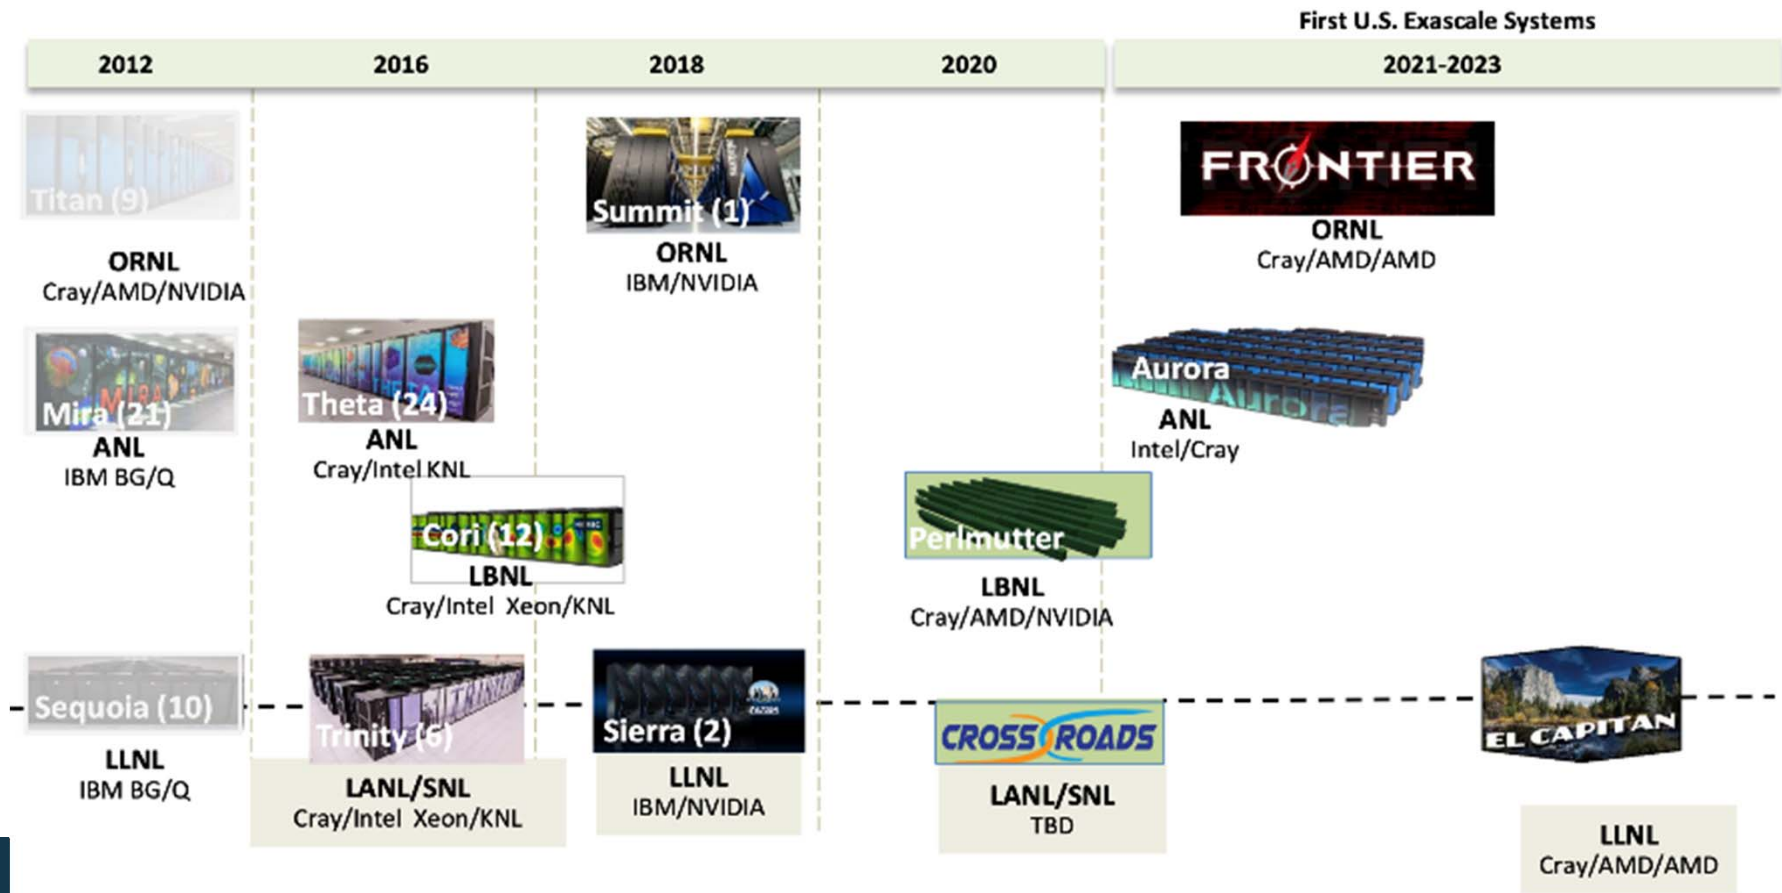 First U.S. Exascale Systems
2012
2016
2018
2020
2021-2023
Titan (9)
ORNL
Cray/AMD/NVIDIA
Summit (1)
ORNL
IBM/NVIDIA
FRONTIER
ORNL
Cray/AMD/AMD
MIRA
Mira (21)
ANL
IBM BG/Q
THETA
Theta (24)
ANL
Cray/Intel KNL
Aurora
Aurora
ANL
Intel/Cray
Cori (12)
LBNL
Cray/Intel Xeon/KNL
Perlmutter
LBNL
Cray/AMD/NVIDIA
Sequoia (10)
LLNL
IBM BG/Q
TRINITY
Trinity (6)
LANL/SNL
Cray/Intel Xeon/KNL
Sierra (2)
LLNL
IBM/NVIDIA
CROSSROADS
LANL/SNL
TBD
EL CAPITAN
LLNL
Cray/AMD/AMD